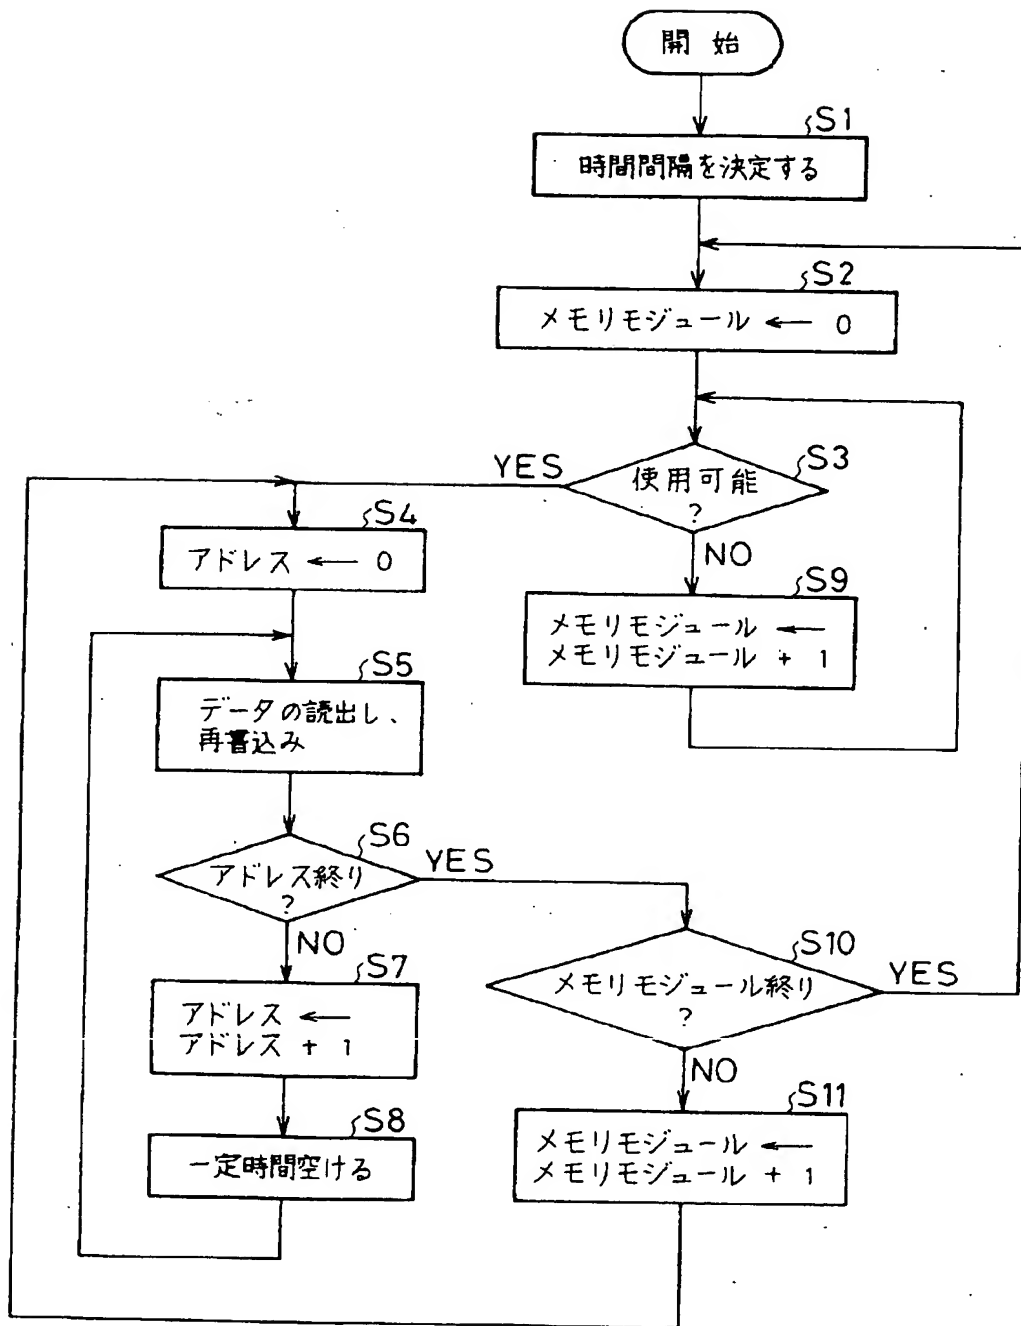 開始
S1
時間間隔を決定する
S2
メモリモジュール ← 0
S3
使用可能
?
YES
NO
S4
アドレス ← 0
S9
メモリモジュール ←
メモリモジュール + 1
S5
データの読出し、
再書込み
S6
アドレス終り
?
YES
NO
S7
アドレス ←
アドレス + 1
S8
一定時間空ける
S10
メモリモジュール終り
?
YES
NO
S11
メモリモジュール ←
メモリモジュール + 1